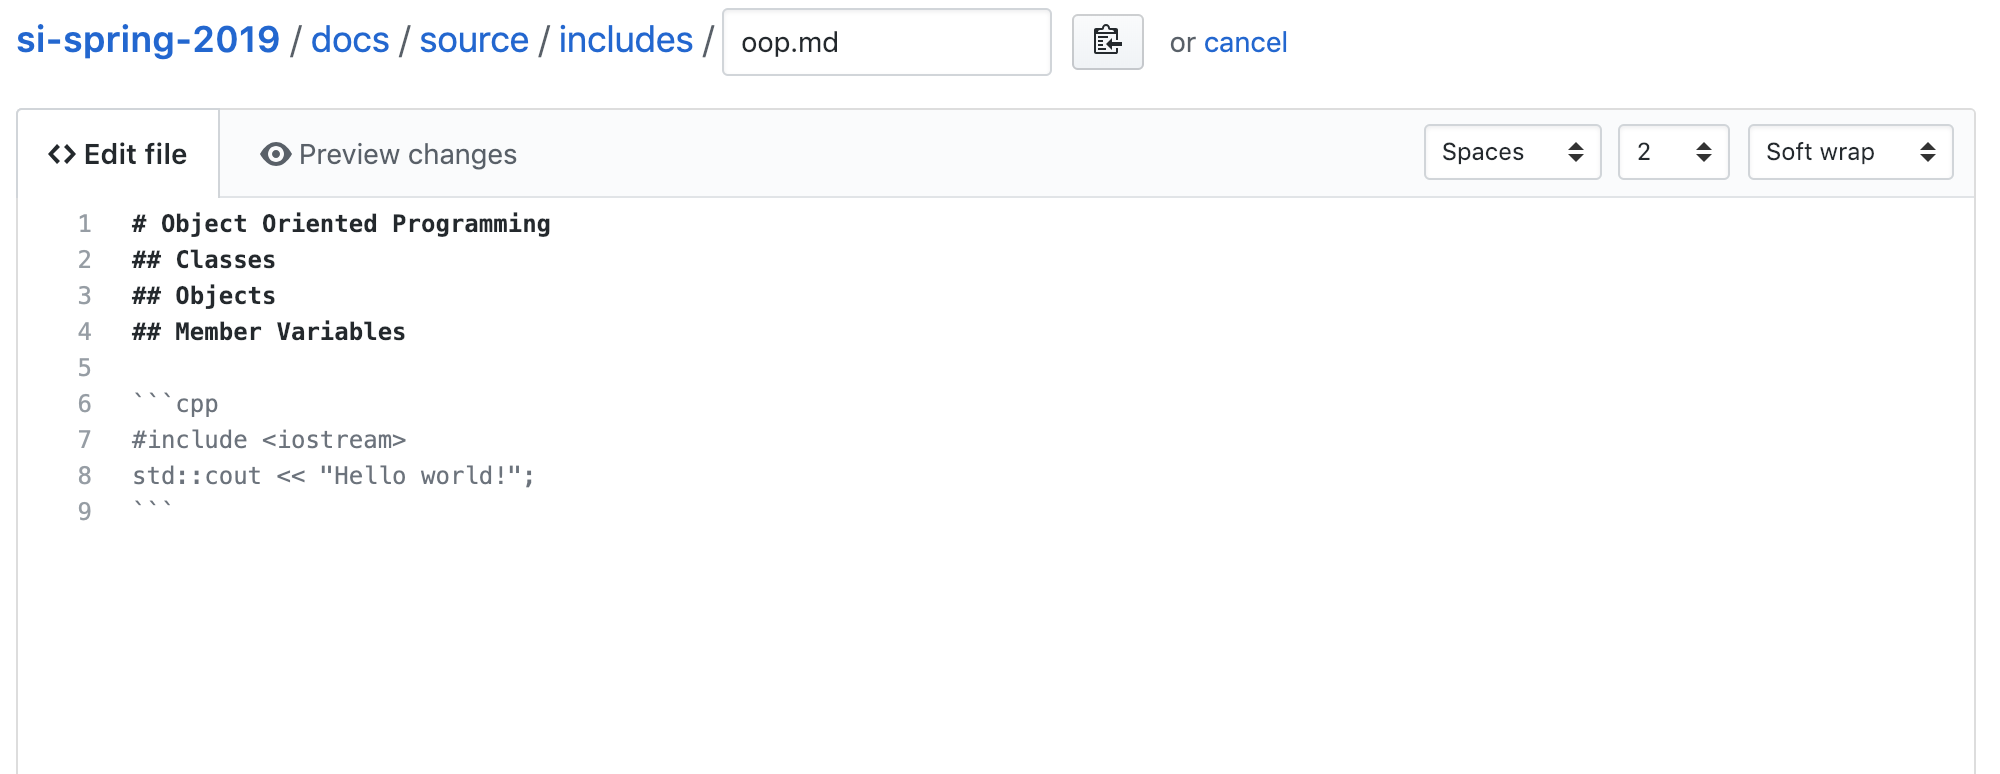 si-spring-2019 / docs / source / includes / oop.md or cancel
Edit file Preview changes Spaces 2 Soft wrap
1 # Object Oriented Programming
2 ## Classes
3 ## Objects
4 ## Member Variables
5
6 ```cpp
7 #include <iostream>
8 std::cout << "Hello world!";
9 ```